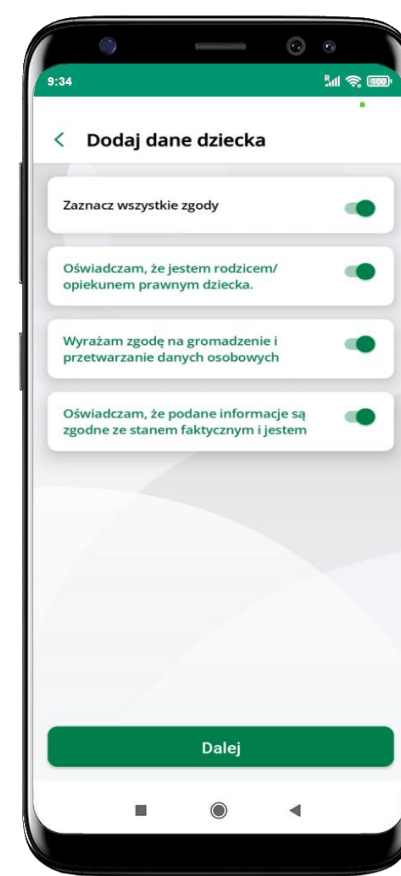 9:34
Dodaj dane dziecka
Zaznacz wszystkie zgody
Oświadczam, że jestem rodzicem/
opiekunem prawnym dziecka.
Wyrażam zgodę na gromadzenie i
przetwarzanie danych osobowych
Oświadczam, że podane informacje są
zgodne ze stanem faktycznym i jestem
Dalej